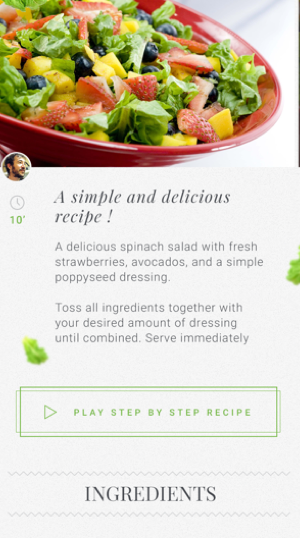 A simple and delicious
recipe !
10'
A delicious spinach salad with fresh
strawberries, avocados, and a simple
poppyseed dressing.
Toss all ingredients together with
your desired amount of dressing
until combined. Serve immediately
PLAY STEP BY STEP RECIPE
INGREDIENTS